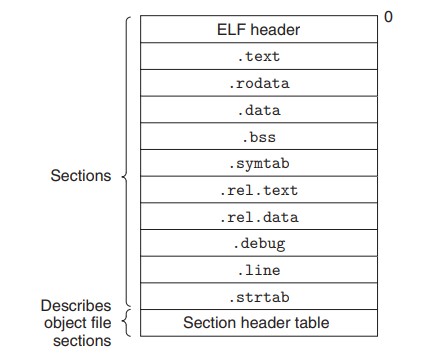 0
ELF header
.text
.rodata
.data
.bss
.symtab
Sections
.rel.text
.rel.data
.debug
.line
.strtab
Describes
object file
sections
Section header table